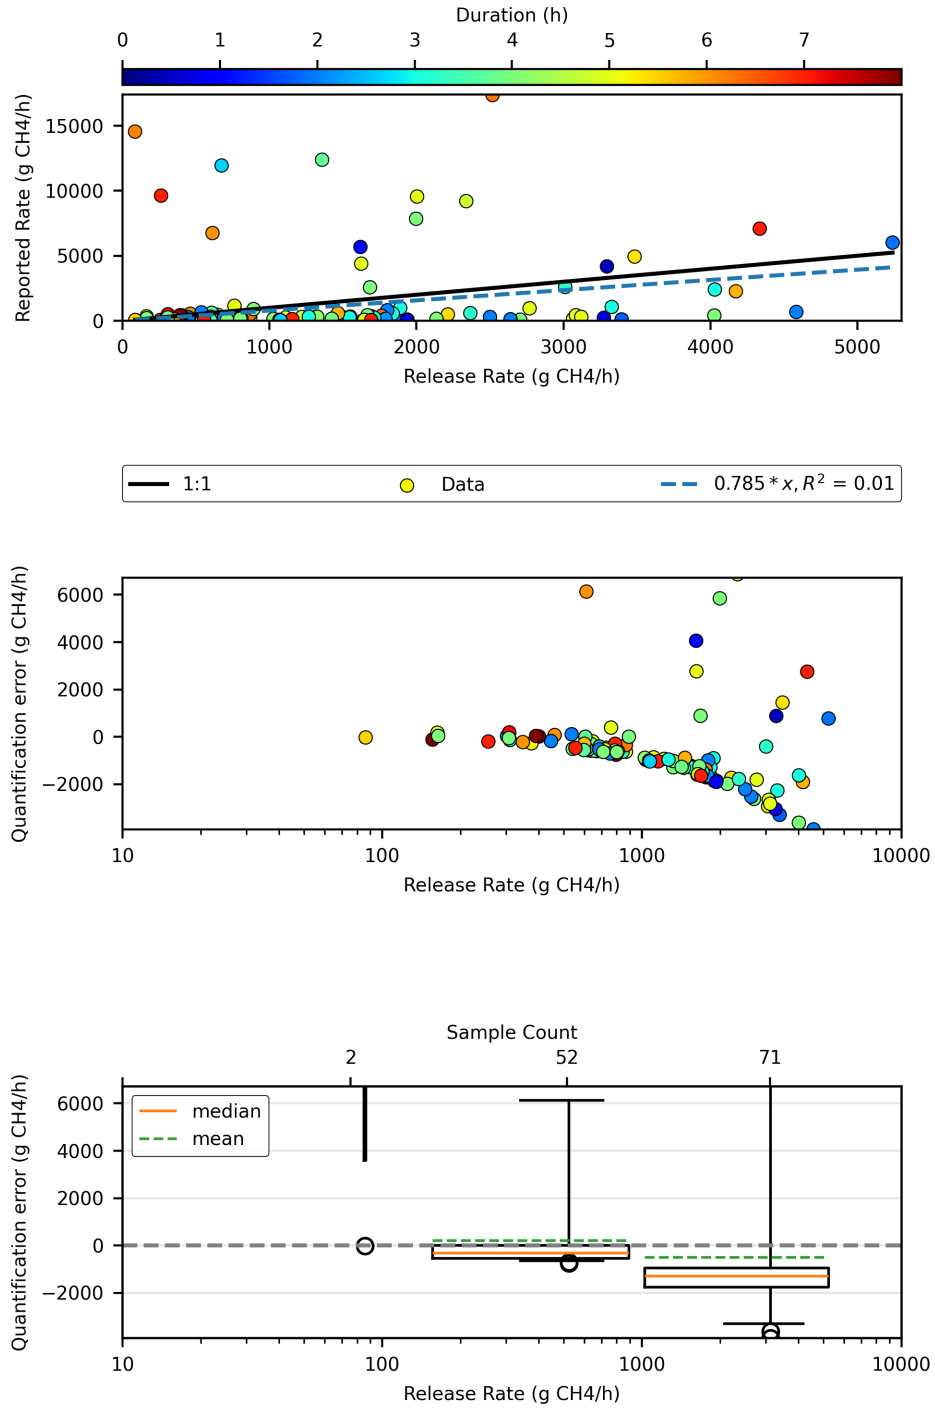 Duration (h)
0 1 2 3 4 5 6 7
Reported Rate (g CH4/h)
15000
10000
5000
0
0 1000 2000 3000 4000 5000
Release Rate (g CH4/h)
1:1 Data 0.785 * x, R² = 0.01
Quantification error (g CH4/h)
6000
4000
2000
0
−2000
10 100 1000 10000
Release Rate (g CH4/h)
Sample Count
2 52 71
Quantification error (g CH4/h)
6000
4000
2000
0
−2000
median
mean
10 100 1000 10000
Release Rate (g CH4/h)